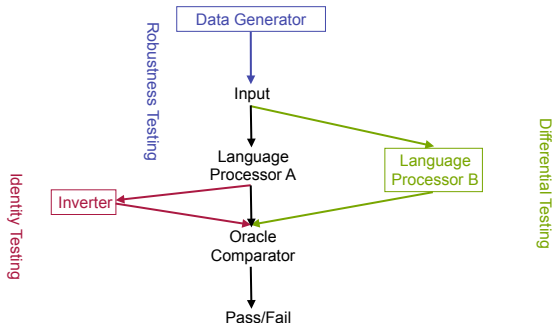 Data Generator
Robustness Testing
Input
Language
Processor A
Language
Processor B
Differential Testing
Identity Testing
Inverter
Oracle
Comparator
Pass/Fail